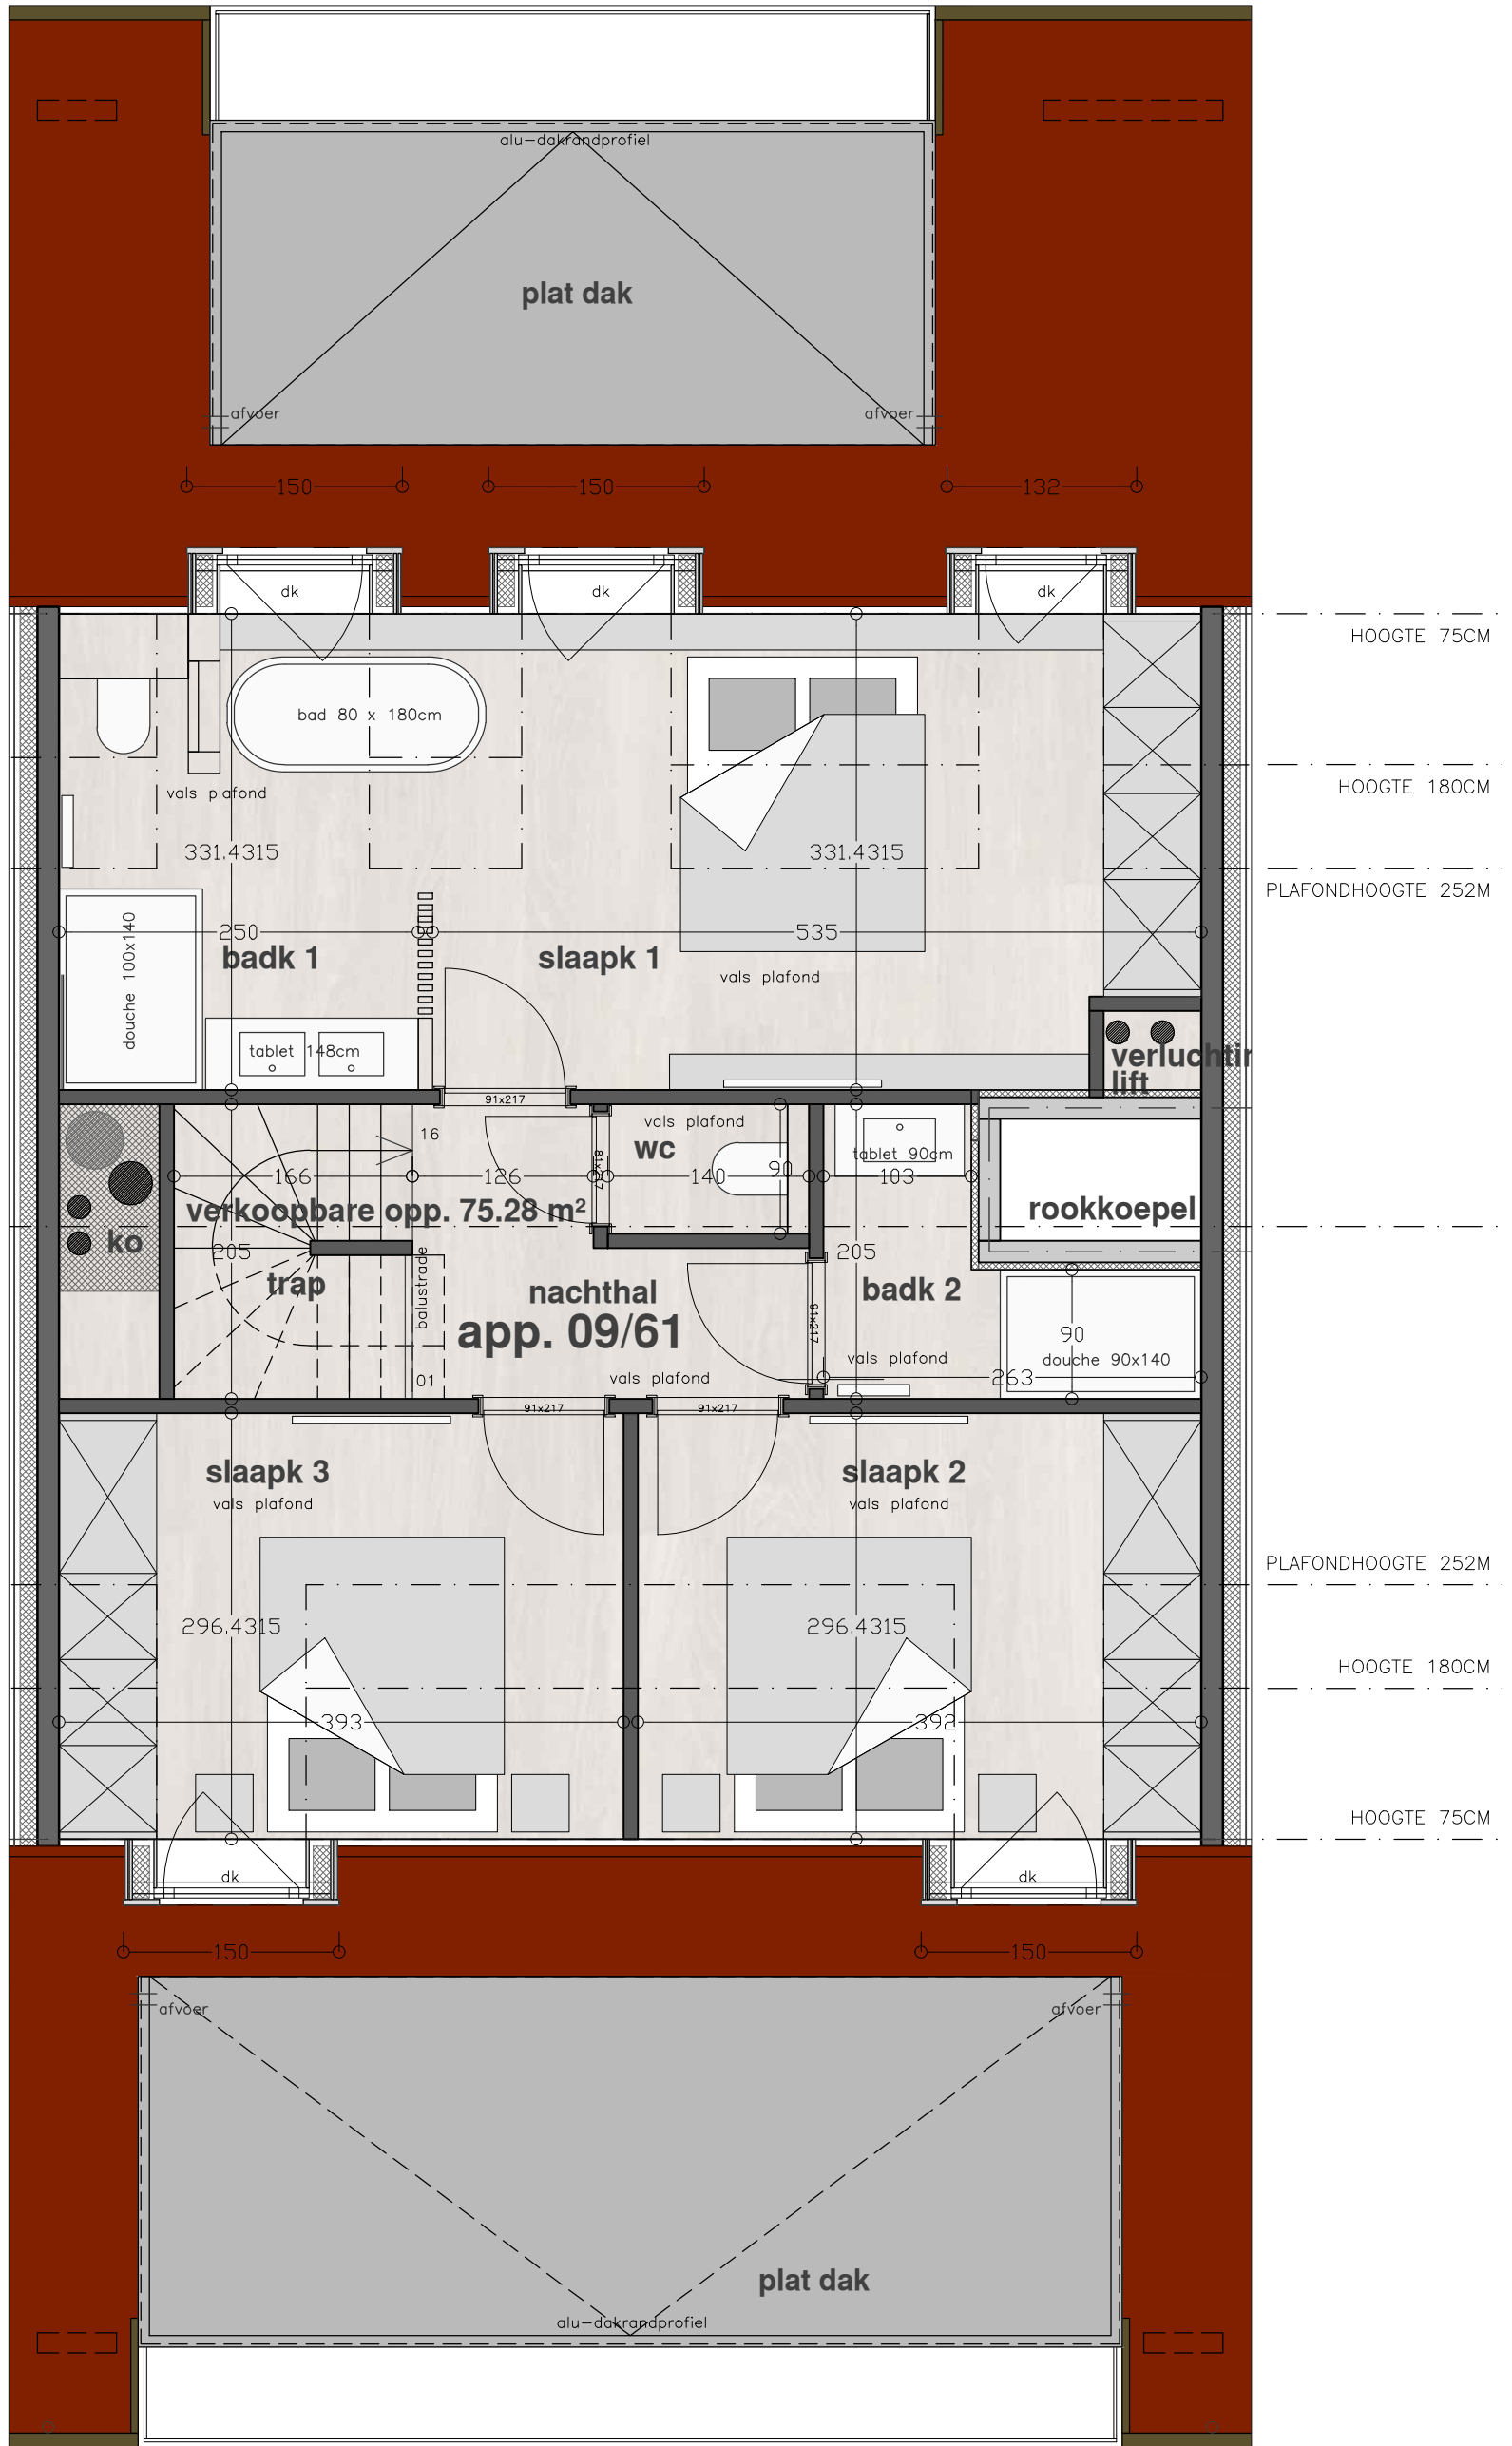 alu-dakrandprofiel
plat dak
afvoer
afvoer
150
150
132
dk
dk
dk
HOOGTE 75CM
bad 80 x 180cm
HOOGTE 180CM
vals plafond
331.4315
331.4315
PLAFONDHOOGTE 252M
250
535
douche 100x140
badk 1
slaapk 1
vals plafond
tablet 148cm
verluchtin
lift
91x217
vals plafond
16
wc
tablet 90cm
81x217
166
126
140
90
103
verkoopbare opp. 75.28 m²
rookkoepel
ko
205
205
trap
balustrade
nachthal
badk 2
app. 09/61
91x217
90
vals plafond
douche 90x140
vals plafond
263
01
91x217
91x217
slaapk 3
slaapk 2
vals plafond
vals plafond
PLAFONDHOOGTE 252M
296.4315
296.4315
HOOGTE 180CM
393
392
HOOGTE 75CM
dk
dk
150
150
afvoer
afvoer
plat dak
alu-dakrandprofiel